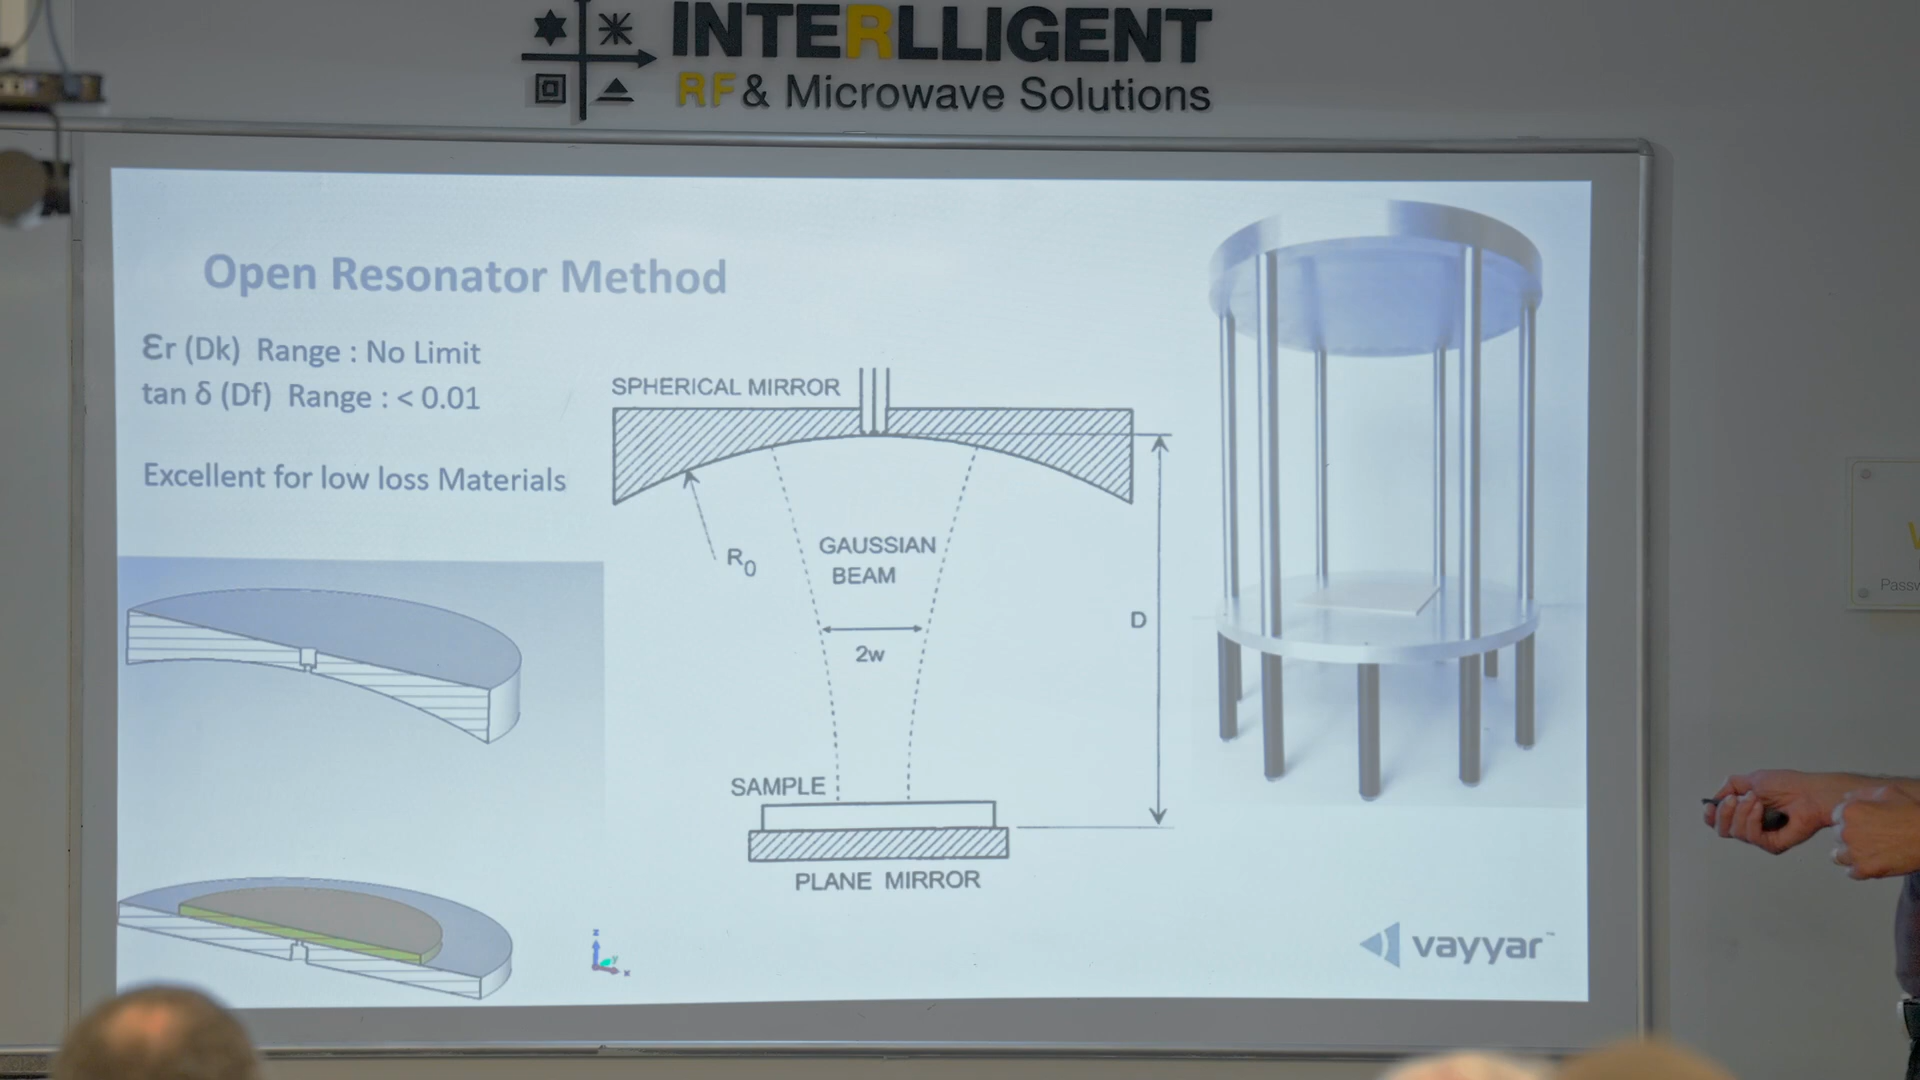 INTERLLIGENT
RF & Microwave Solutions
Open Resonator Method
Ɛr (Dk) Range : No Limit
tan δ (Df) Range : < 0.01
Excellent for low loss Materials
SPHERICAL MIRROR
R0
GAUSSIAN
BEAM
2w
D
SAMPLE
PLANE MIRROR
z
y
x
vayyar™